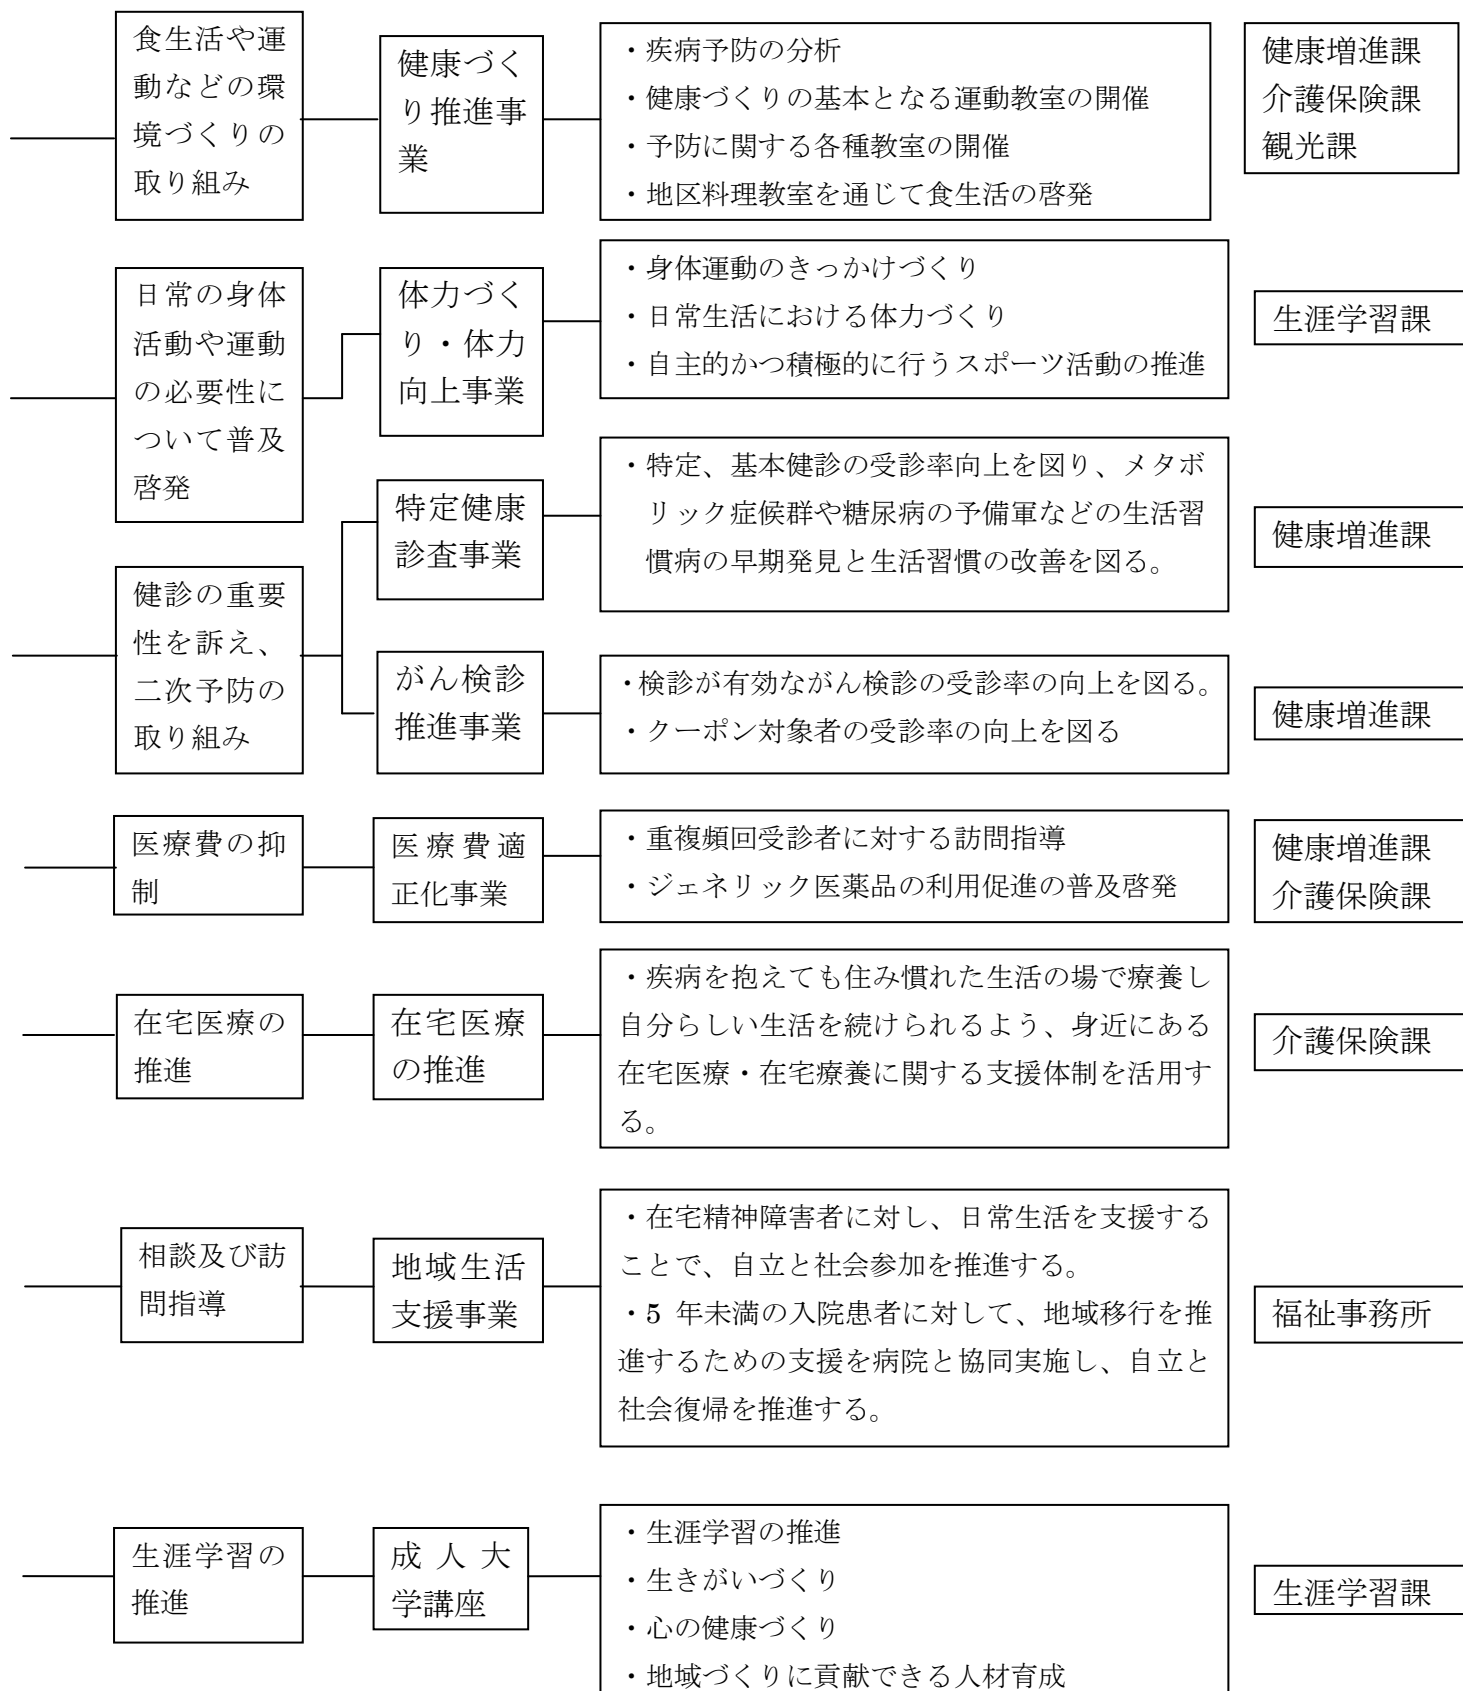 食生活や運
動などの環
境づくりの
取り組み
健康づく
り推進事
業
・疾病予防の分析
・健康づくりの基本となる運動教室の開催
・予防に関する各種教室の開催
・地区料理教室を通じて食生活の啓発
健康増進課
介護保険課
観光課
日常の身体
活動や運動
の必要性に
ついて普及
啓発
体力づく
り・体力
向上事業
・身体運動のきっかけづくり
・日常生活における体力づくり
・自主的かつ積極的に行うスポーツ活動の推進
生涯学習課
健診の重要
性を訴え、
二次予防の
取り組み
特定健康
診査事業
・特定、基本健診の受診率向上を図り、メタボ
リック症候群や糖尿病の予備軍などの生活習
慣病の早期発見と生活習慣の改善を図る。
健康増進課
がん検診
推進事業
・検診が有効ながん検診の受診率の向上を図る。
・クーポン対象者の受診率の向上を図る
健康増進課
医療費の抑
制
医療費適
正化事業
・重複頻回受診者に対する訪問指導
・ジェネリック医薬品の利用促進の普及啓発
健康増進課
介護保険課
在宅医療の
推進
在宅医療
の推進
・疾病を抱えても住み慣れた生活の場で療養し
自分らしい生活を続けられるよう、身近にある
在宅医療・在宅療養に関する支援体制を活用す
る。
介護保険課
相談及び訪
問指導
地域生活
支援事業
・在宅精神障害者に対し、日常生活を支援する
ことで、自立と社会参加を推進する。
・5 年未満の入院患者に対して、地域移行を推
進するための支援を病院と協同実施し、自立と
社会復帰を推進する。
福祉事務所
生涯学習の
推進
成人大
学講座
・生涯学習の推進
・生きがいづくり
・心の健康づくり
・地域づくりに貢献できる人材育成
生涯学習課